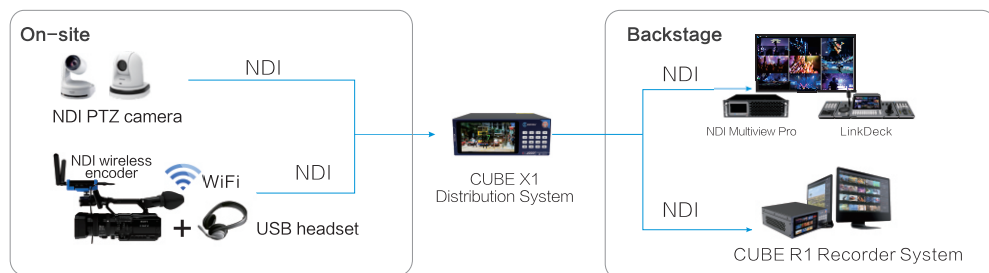 On-site
NDI
NDI PTZ camera
NDI wireless
encoder
WiFi
NDI
USB headset
CUBE X1
Distribution System
Backstage
NDI
NDI Multiview Pro
LinkDeck
NDI
CUBE R1 Recorder System